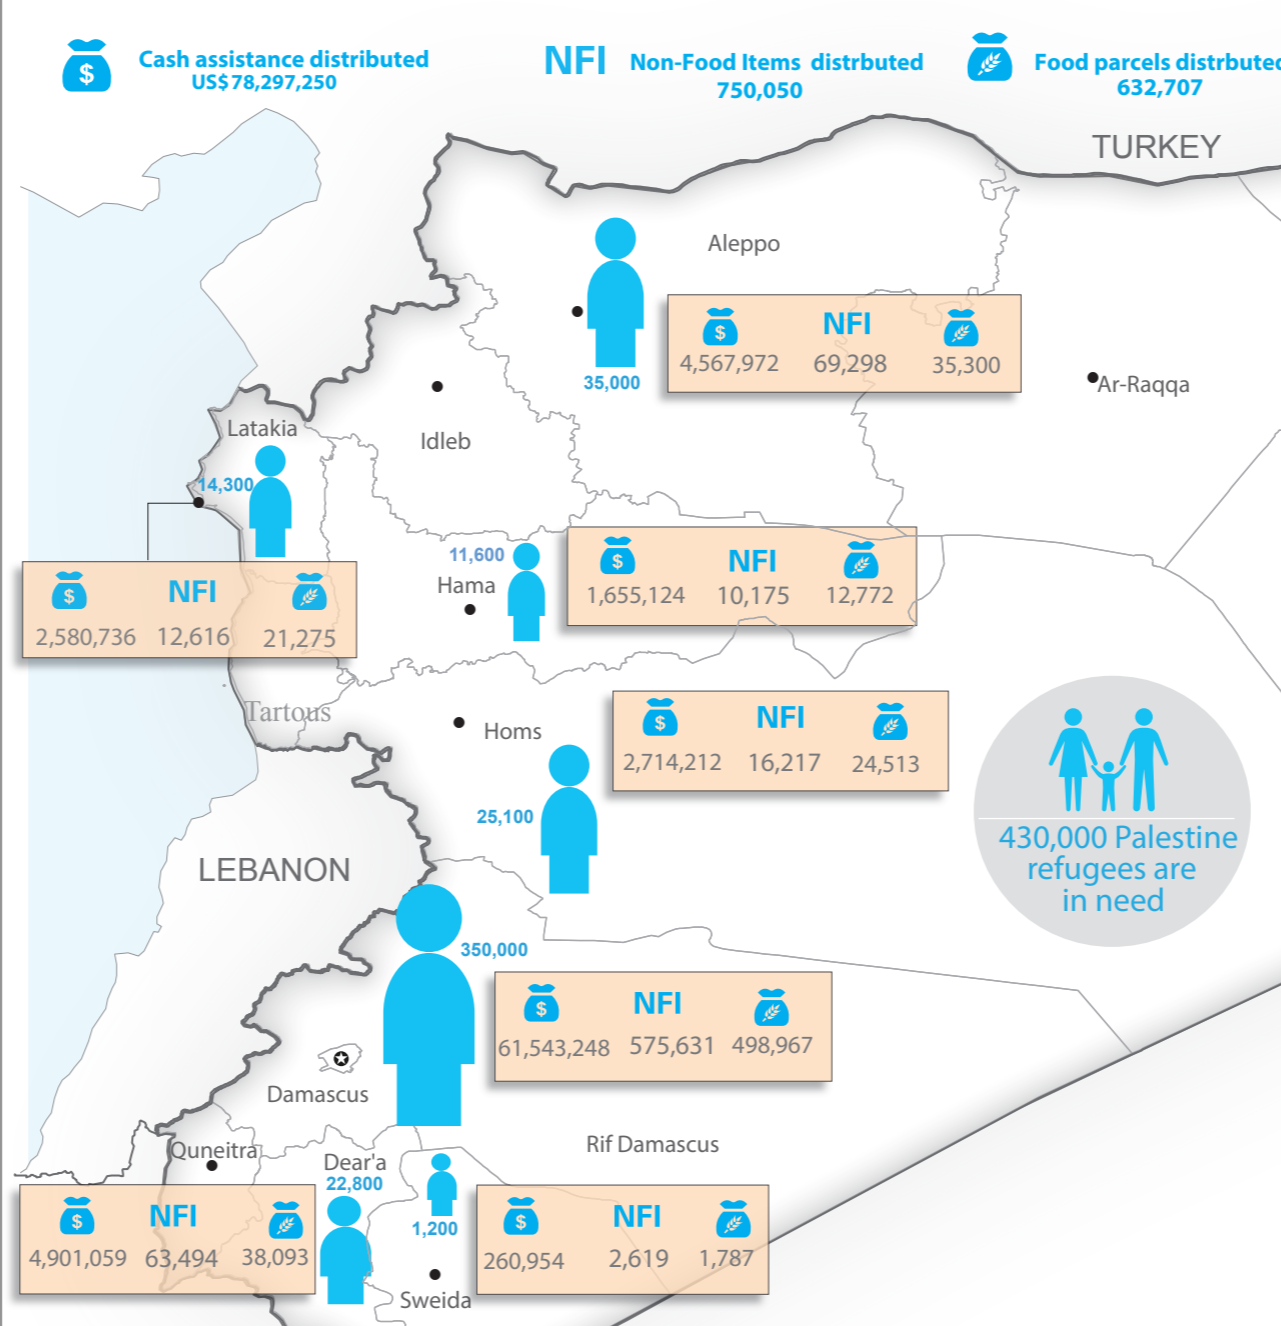 Cash assistance distributed
US$ 78,297,250
NFI Non-Food Items distrbuted
750,050
Food parcels distrbuted
632,707
TURKEY
Aleppo
$ NFI
4,567,972 69,298 35,300
35,000
Ar-Raqqa
Idleb
Latakia
14,300
$ NFI
2,580,736 12,616 21,275
11,600
Hama
$ NFI
1,655,124 10,175 12,772
Tartous
Homs
$ NFI
2,714,212 16,217 24,513
25,100
430,000 Palestine
refugees are
in need
LEBANON
350,000
$ NFI
61,543,248 575,631 498,967
Damascus
Rif Damascus
Quneitra
Dear'a
22,800
$ NFI
4,901,059 63,494 38,093
1,200
$ NFI
260,954 2,619 1,787
Sweida